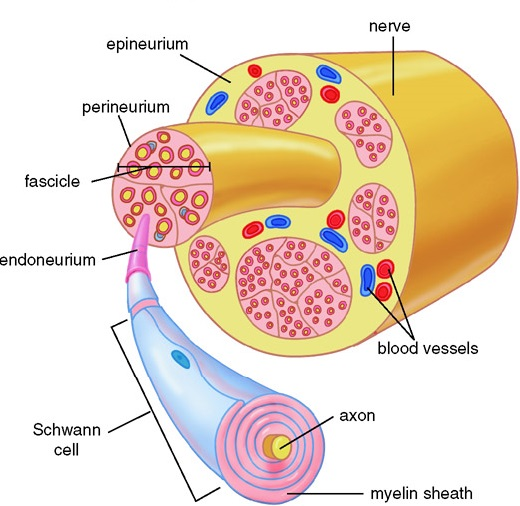 nerve
epineurium
perineurium
fascicle
endoneurium
blood vessels
Schwann
cell
axon
myelin sheath